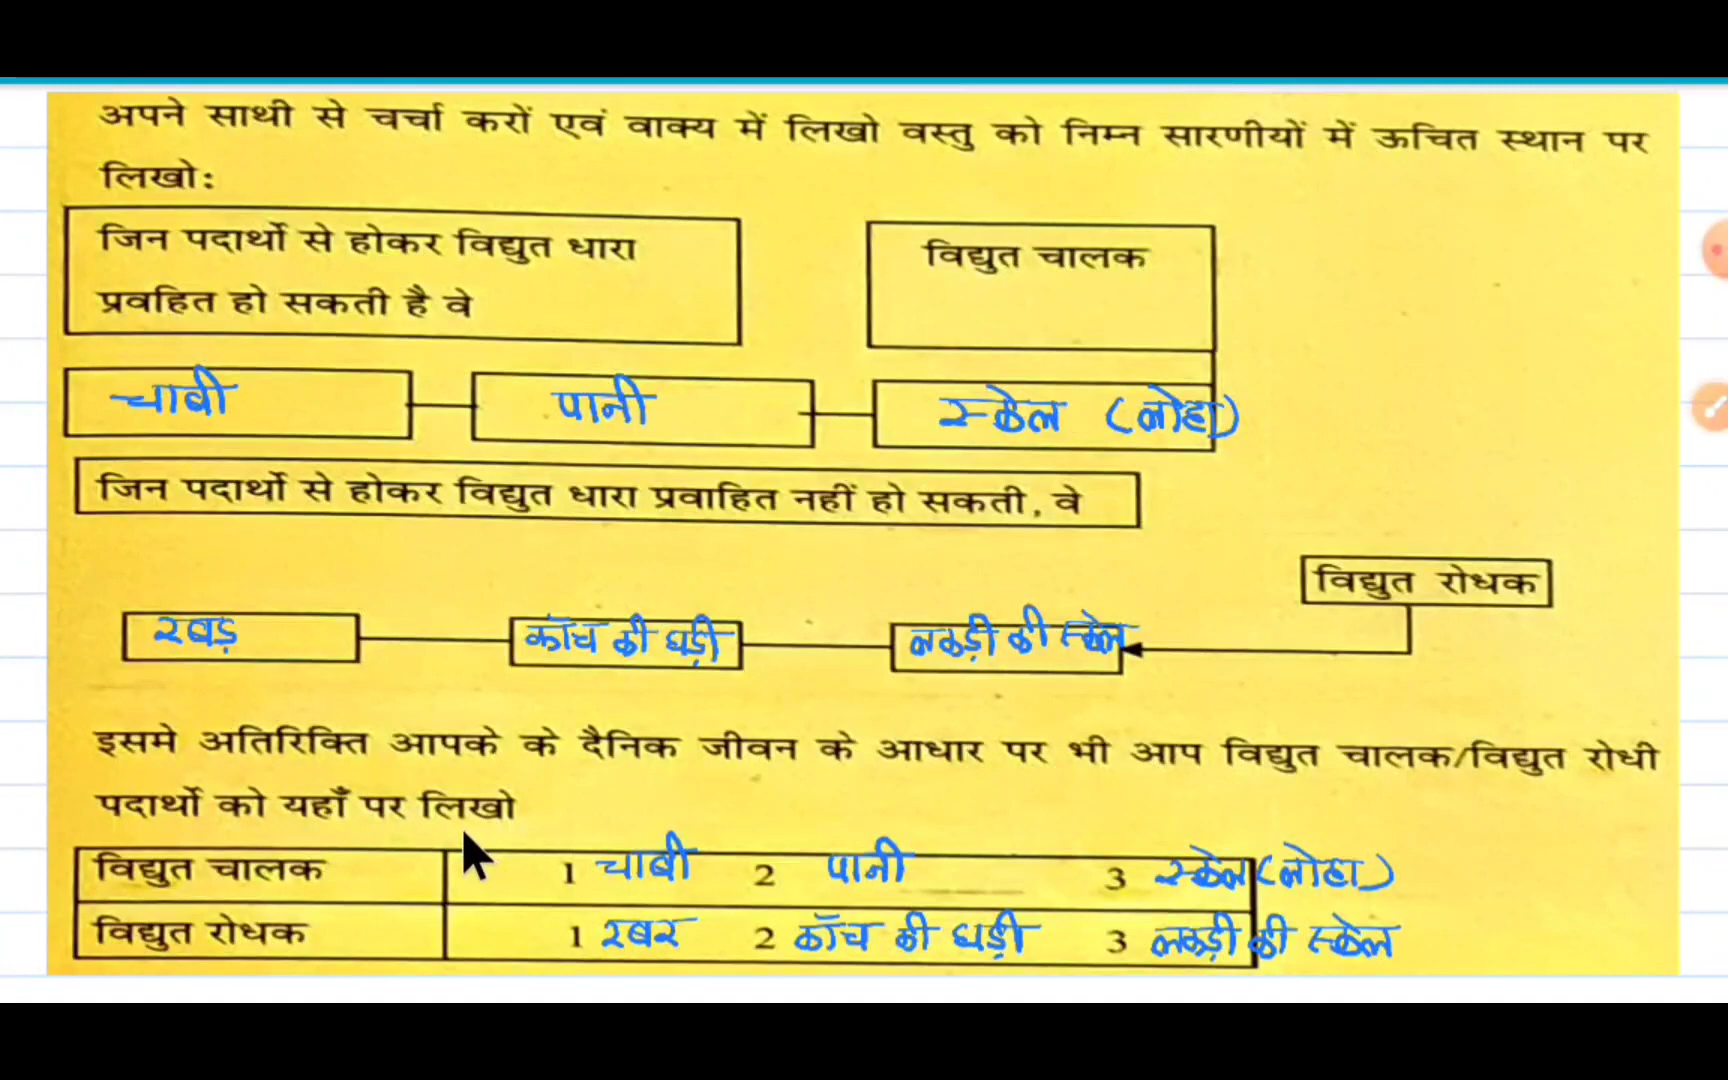 अपने साथी से चर्चा करों एवं वाक्य में लिखो वस्तु को निम्न सारणीयों में ऊचित स्थान पर
लिखो:
जिन पदार्थो से होकर विद्युत धारा
प्रवहित हो सकती है वे
विद्युत चालक
चाबी पानी स्केल (लोहा)
जिन पदार्थो से होकर विद्युत धारा प्रवाहित नहीं हो सकती, वे
विद्युत रोधक
रबड़ कॉच की घड़ी लकड़ी की स्केल
इसमे अतिरिक्ति आपके के दैनिक जीवन के आधार पर भी आप विद्युत चालक/विद्युत रोधी
पदार्थो को यहाँ पर लिखो
विद्युत चालक 1 चाबी 2 पानी 3 स्केल (लोहा)
विद्युत रोधक 1 रबर 2 कॉच की घड़ी 3 लकड़ी की स्केल